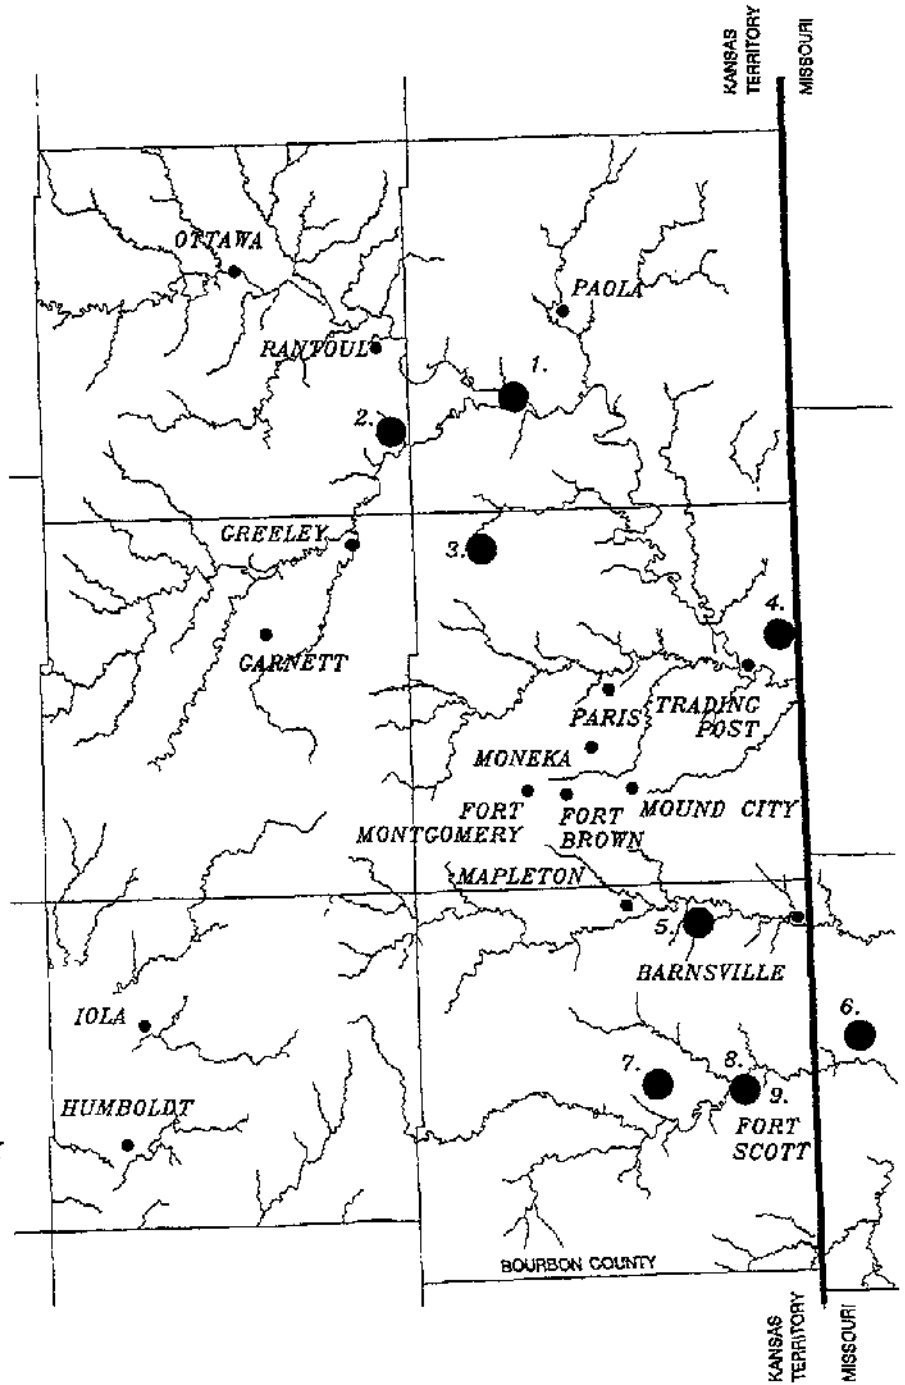 KANSAS
TERRITORY
MISSOURI
OTTAWA
PAOLA
RANTOUL
1.
2.
GREELEY
3.
4.
GARNETT
PARIS
TRADING
POST
MONEKA
FORT
MONTGOMERY
FORT
BROWN
MOUND CITY
MAPLETON
5.
BARNSVILLE
IOLA
6.
7.
8.
9.
HUMBOLDT
FORT
SCOTT
BOURBON COUNTY
KANSAS
TERRITORY
MISSOURI